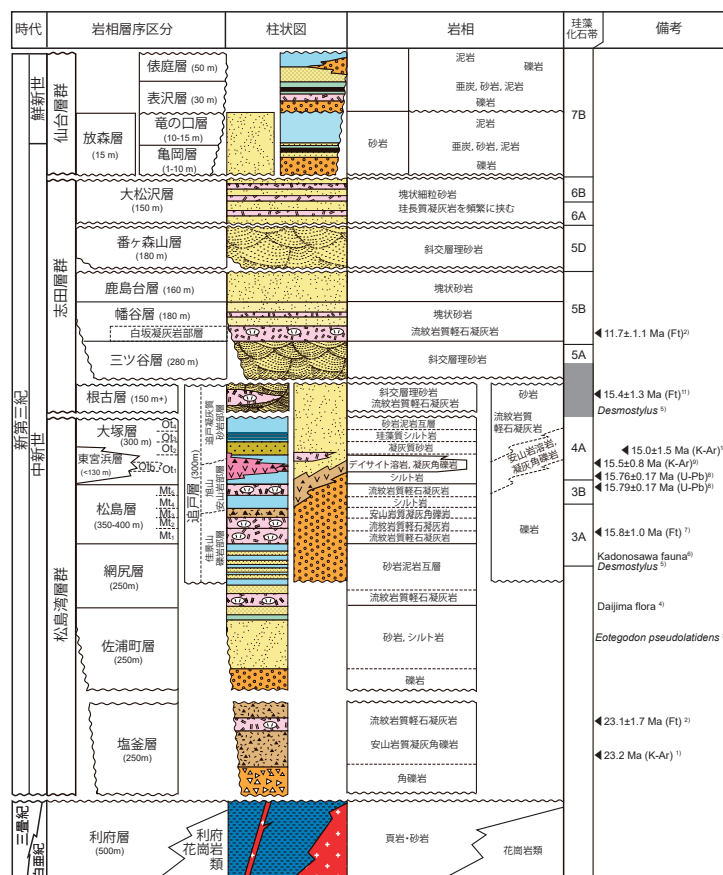 時代
岩相層序区分
柱状図
岩相
珪藻
化石帯
備考
新第三紀
鮮新世
中新世
仙台層群
俵庭層 (50 m)
表沢層 (30 m)
放森層
(15 m)
竜の口層
(10-15 m)
亀岡層
(1-10 m)
泥岩
礫岩
亜炭, 砂岩, 泥岩
礫岩
砂岩
泥岩
亜炭, 砂岩, 泥岩
礫岩
7B
志田層群
大松沢層
(150 m)
塊状細粒砂岩
珪長質凝灰岩を頻繁に挟む
6B
6A
番ヶ森山層
(180 m)
斜交層理砂岩
5D
鹿島台層 (160 m)
塊状砂岩
幡谷層 (180 m)
塊状砂岩
5B
白坂凝灰岩部層
流紋岩質軽石凝灰岩
11.7±.1.1 Ma (Ft) 2)
三ツ谷層 (280 m)
斜交層理砂岩
5A
松島湾層群
根古層 (150 m+)
斜交層理砂岩
流紋岩質軽石凝灰岩
砂岩
15.4±1.3 Ma (Ft) 11)
Desmostylus 5)
大塚層
(300 m)
Ot4
Ot3
Ot2
Ot1
東宮浜層
(<130 m)
追戸層 (300m)
砂岩泥岩互層
珪藻質シルト岩
凝灰質砂岩
デイサイト溶岩, 凝灰角礫岩
シルト岩
流紋岩質
軽石凝灰岩
安山岩溶岩
凝灰角礫岩
4A
15.0±1.5 Ma (K-Ar)
15.5±0.8 Ma (K-Ar) 9)
15.76±0.17 Ma (U-Pb) 8)
15.79±0.17 Ma (U-Pb) 8)
松島層
(350-400 m)
Mt5
Mt4
Mt3
Mt2
Mt1
流紋岩質軽石凝灰岩
シルト岩
安山岩質凝灰角礫岩
流紋岩質軽石凝灰岩
流紋岩質軽石凝灰岩
礫岩
3B
3A
15.8±1.0 Ma (Ft) 7)
Kadonosawa fauna 6)
Desmostylus 5)
網尻層
(250m)
砂岩泥岩互層
流紋岩質軽石凝灰岩
Daijima flora 4)
佐浦町層
(250m)
砂岩, シルト岩
礫岩
Eotegodon pseudolatidens
塩釜層
(250m)
流紋岩質軽石凝灰岩
安山岩質凝灰角礫岩
角礫岩
23.1±1.7 Ma (Ft) 2)
23.2 Ma (K-Ar) 1)
三畳紀
白亜紀
利府層
(500m)
利府
花崗岩
類
頁岩・砂岩
花崗岩類